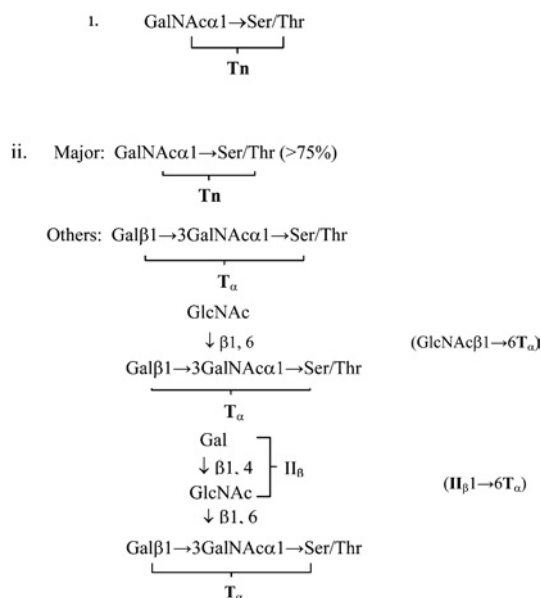 1. GalNAcα1→Ser/Thr
Tn
ii. Major: GalNAcα1→Ser/Thr (>75%)
Tn
Others: Galβ1→3GalNAcα1→Ser/Thr
Tα
GlcNAc
↓ β1, 6 (GlcNAcβ1→6Tα)
Galβ1→3GalNAcα1→Ser/Thr
Tα
Gal
↓ β1, 4 IIβ
GlcNAc (IIβ1→6Tα)
↓ β1, 6
Galβ1→3GalNAcα1→Ser/Thr
Tα